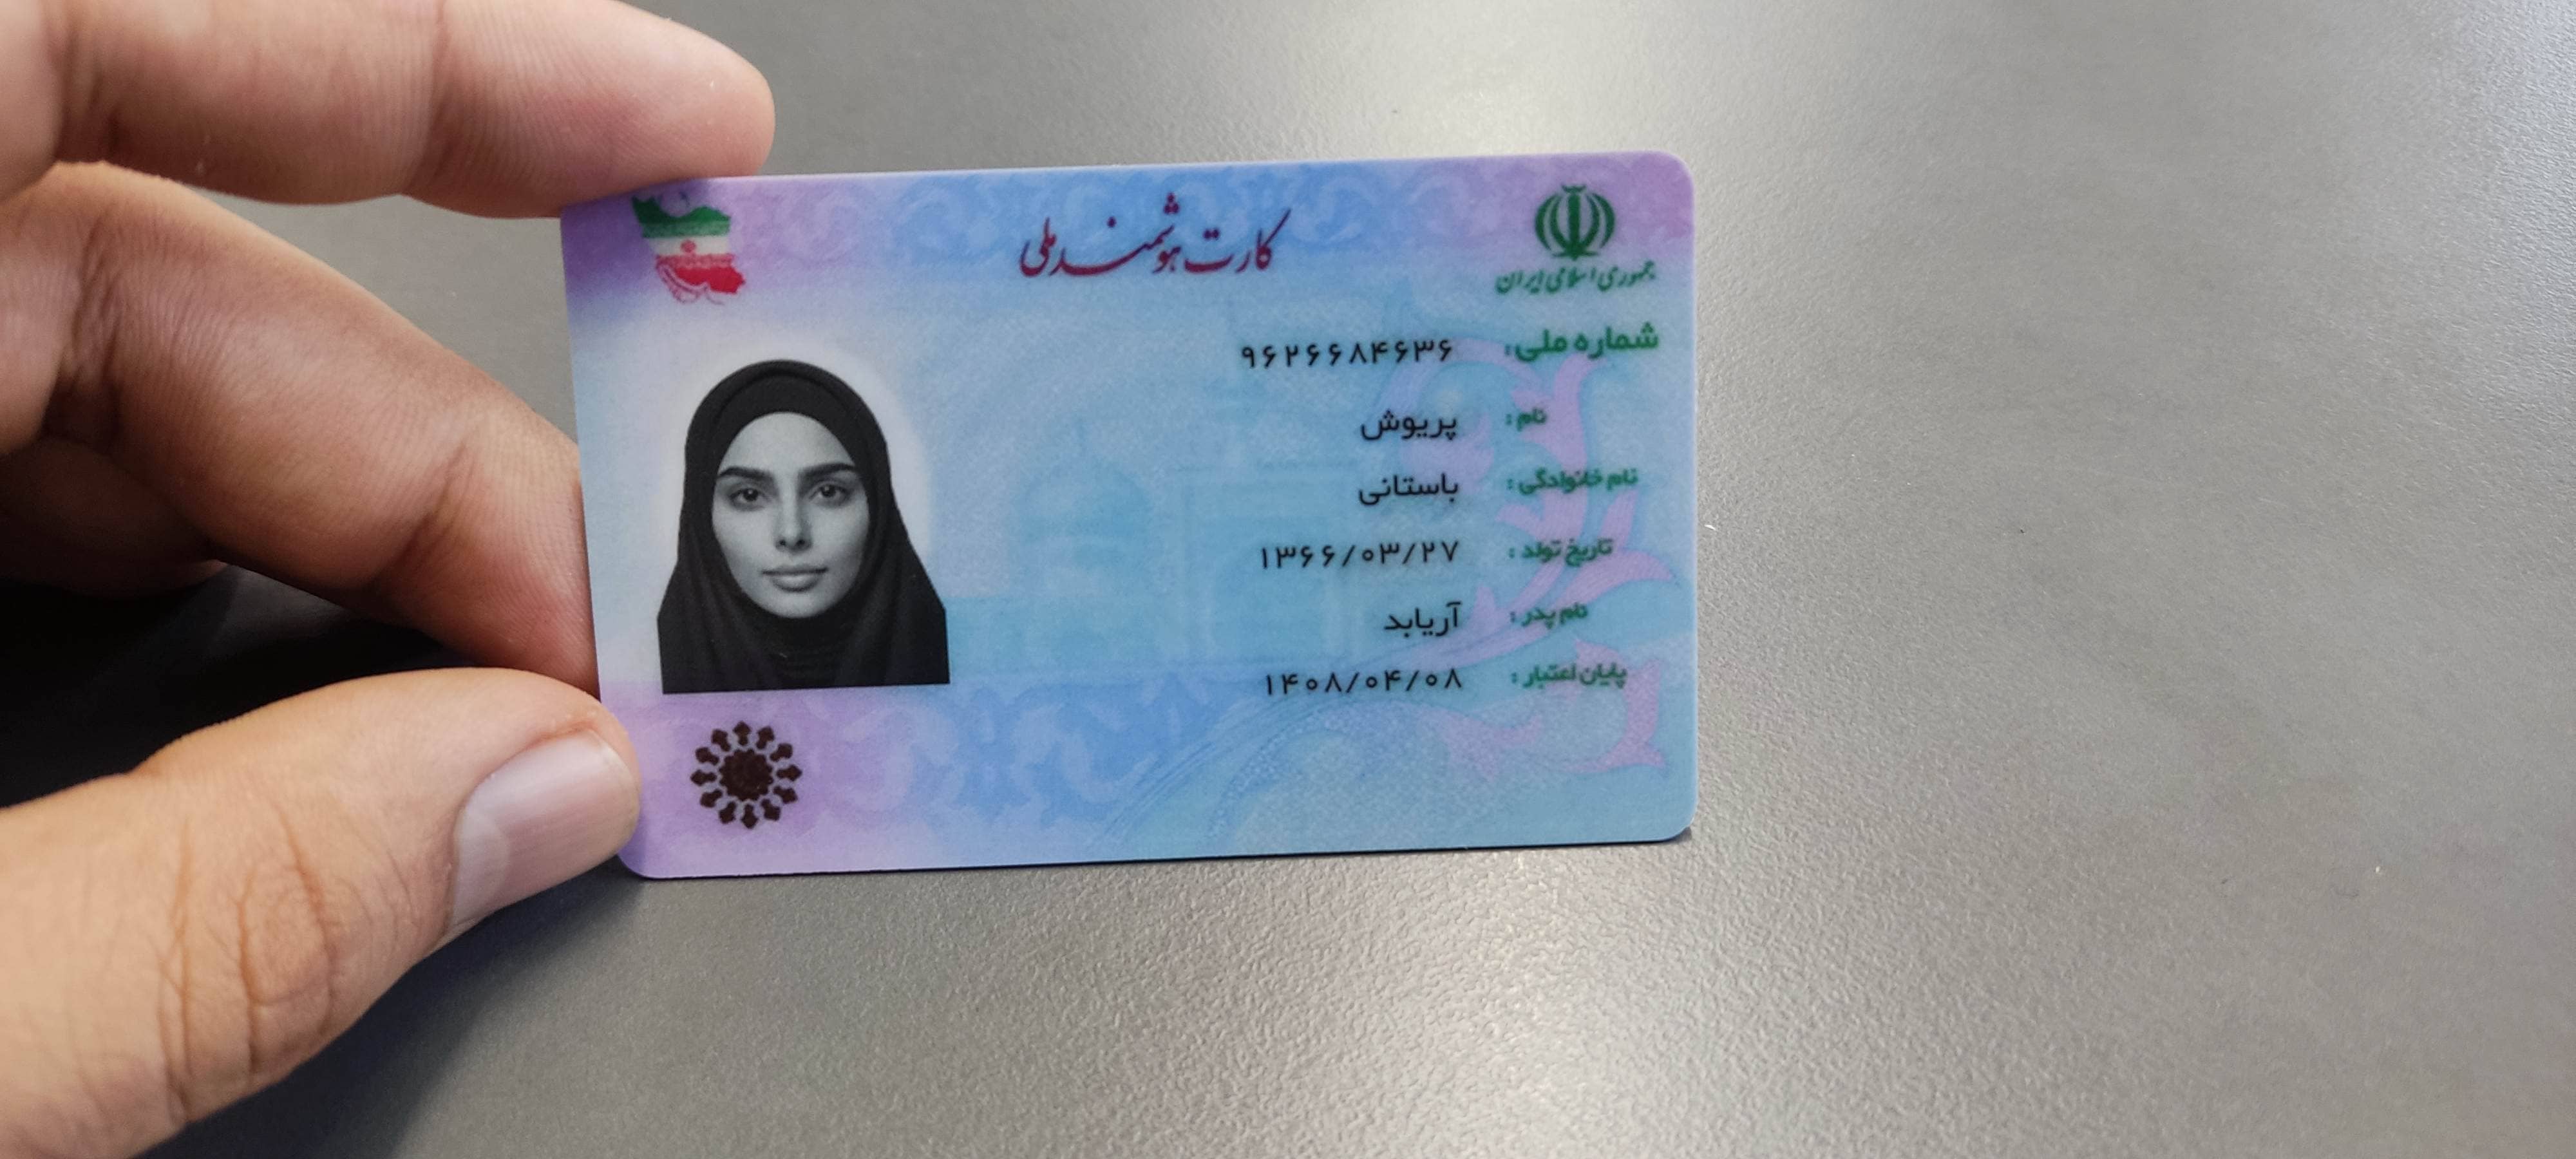 کارت هوشمند ملی
جمهوری اسلامی ایران
شماره ملی: ۹۶۲۶۶۸۴۶۳۶
نام: پریوش
نام خانوادگی: باستانی
تاریخ تولد: ۱۳۶۶/۰۳/۲۷
نام پدر: آریابد
پایان اعتبار: ۱۴۰۸/۰۴/۰۸